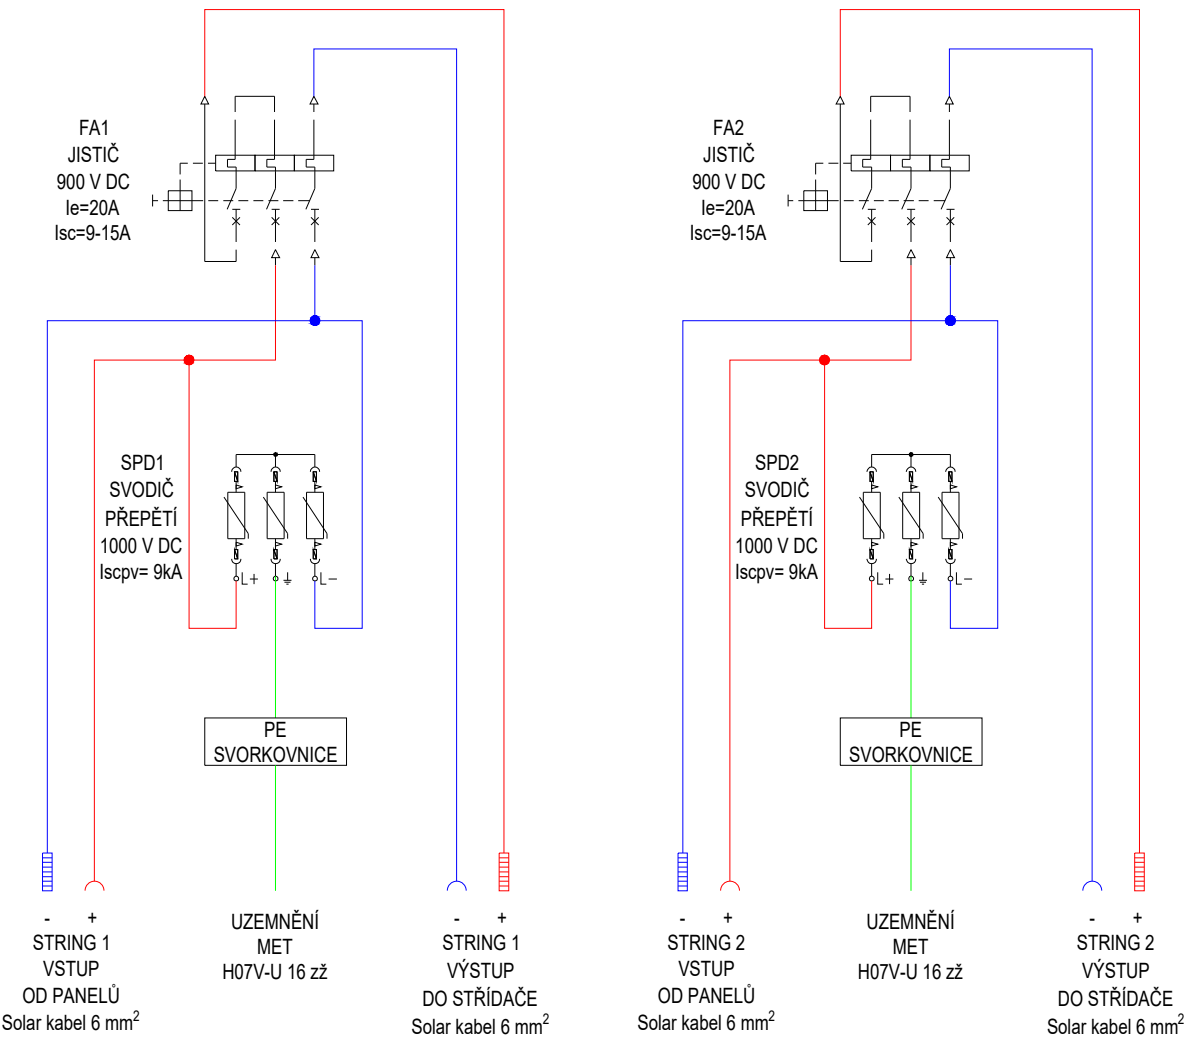 FA1
JISTIČ
900 V DC
Ie=20A
Isc=9-15A
SPD1
SVODIČ
PŘEPĚTÍ
1000 V DC
Iscpv= 9kA
L+
L-
PE
SVORKOVNICE
- +
STRING 1
VSTUP
OD PANELŮ
Solar kabel 6 mm²
UZEMNĚNÍ
MET
H07V-U 16 zž
- +
STRING 1
VÝSTUP
DO STŘÍDAČE
Solar kabel 6 mm²
FA2
JISTIČ
900 V DC
Ie=20A
Isc=9-15A
SPD2
SVODIČ
PŘEPĚTÍ
1000 V DC
Iscpv= 9kA
L+
L-
PE
SVORKOVNICE
- +
STRING 2
VSTUP
OD PANELŮ
Solar kabel 6 mm²
UZEMNĚNÍ
MET
H07V-U 16 zž
- +
STRING 2
VÝSTUP
DO STŘÍDAČE
Solar kabel 6 mm²